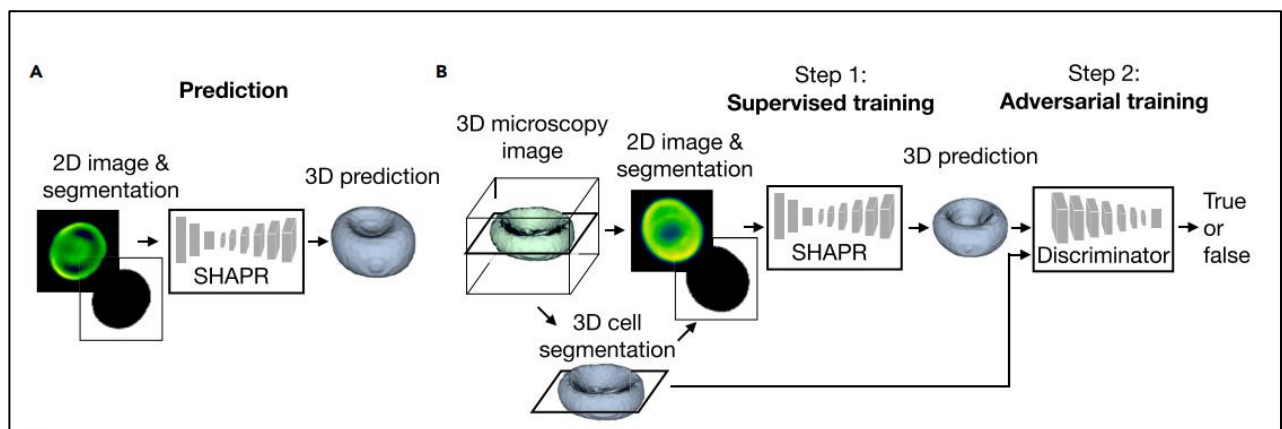 A
Prediction
2D image &
segmentation
SHAPR
3D prediction
B
Step 1:
Supervised training
Step 2:
Adversarial training
3D microscopy
image
2D image &
segmentation
SHAPR
3D prediction
Discriminator
True
or
false
3D cell
segmentation